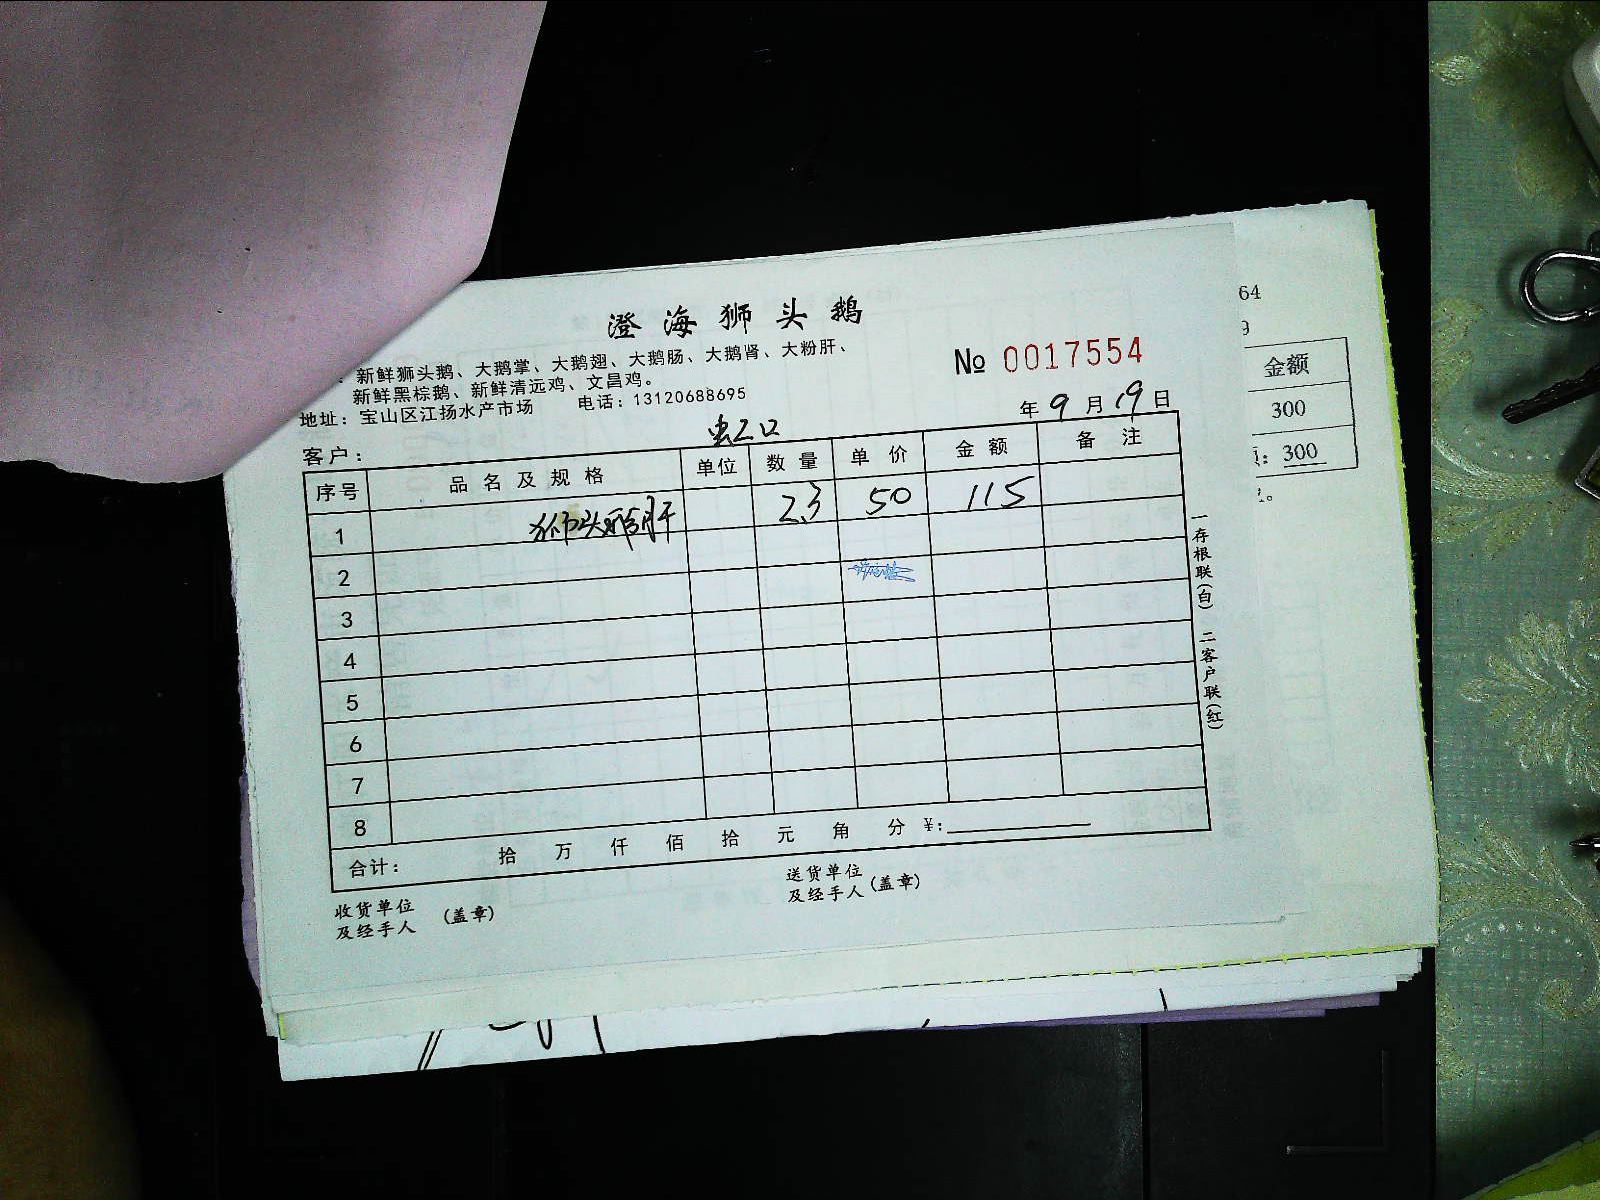 澄海狮头鹅
新鲜狮头鹅、大鹅掌、大鹅翅、大鹅肠、大鹅肾、大粉肝、
新鲜黑棕鹅、新鲜清远鸡、文昌鸡。
地址：宝山区江扬水产市场 电话：13120688695
№ 0017554
年 9 月 19 日
客户： 虹口
序号 品名及规格 单位 数量 单价 金额 备注
1 狮头鹅肝 2.3 50 115
2
3
4
5
6
7
8
合计： 拾 万 仟 佰 拾 元 角 分 ¥:
收货单位
及经手人 (盖章)
送货单位
及经手人 (盖章)
一存根联(白) 二客户联(红)
64
9
金额
300
: 300